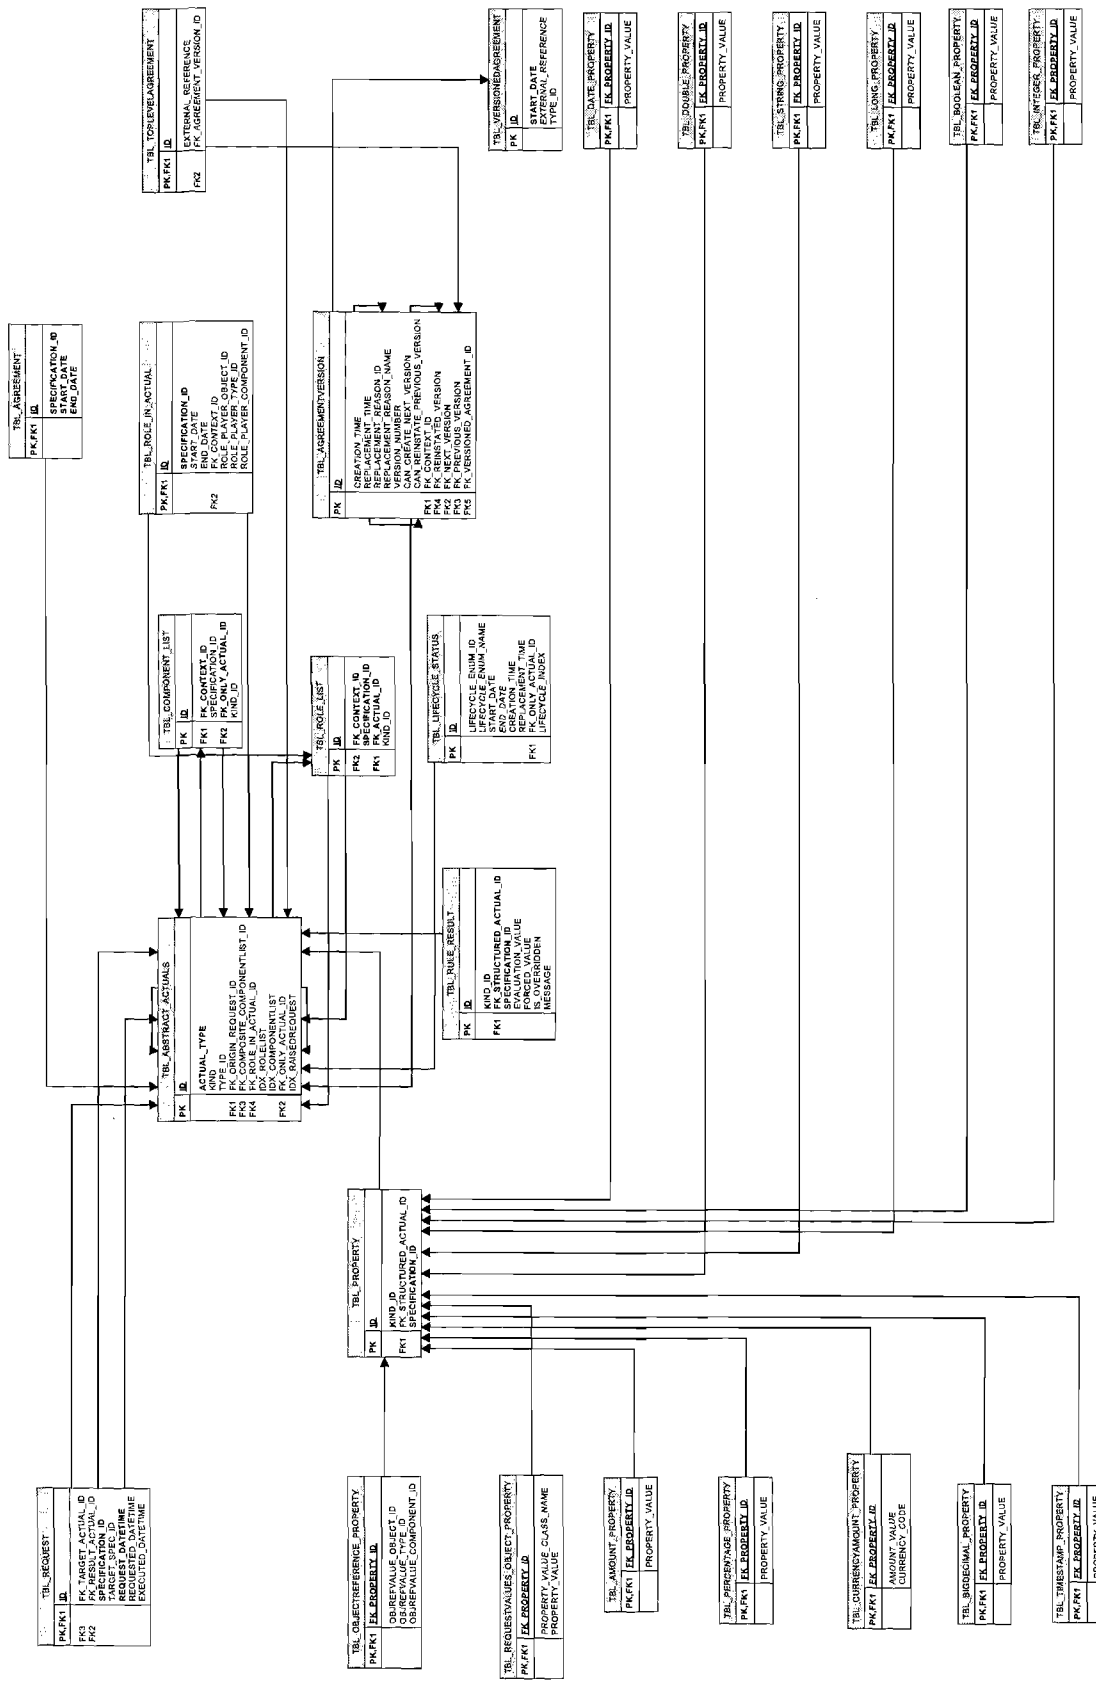 TBL_AGREEMENT
PK,FK1 ID
SPECIFICATION_ID
START_DATE
END_DATE
TBL_TOPLEVELAGREEMENT
PK,FK1 ID
EXTERNAL_REFERENCE
FK2 FK_AGREEMENT_VERSION_ID
TBL_ROLE_IN_ACTUAL
PK,FK1 ID
SPECIFICATION_ID
START_DATE
END_DATE
FK2 FK_CONTEXT_ID
ROLE_PLAYER_OBJECT_ID
ROLE_PLAYER_TYPE_ID
ROLE_PLAYER_COMPONENT_ID
TBL_VERSIONEDAGREEMENT
PK ID
START_DATE
EXTERNAL_REFERENCE
TYPE_ID
TBL_AGREEMENTVERSION
PK ID
CREATION_TIME
REPLACEMENT_TIME
REPLACEMENT_REASON_ID
REPLACEMENT_REASON_NAME
VERSION_NUMBER
CAN_CREATE_NEXT_VERSION
CAN_REINSTATE_PREVIOUS_VERSION
FK1 FK_CONTEXT_ID
FK4 FK_REINSTATED_VERSION
FK2 FK_NEXT_VERSION
FK3 FK_PREVIOUS_VERSION
FK5 FK_VERSIONED_AGREEMENT_ID
TBL_COMPONENT_LIST
PK ID
FK1 FK_CONTEXT_ID
SPECIFICATION_ID
FK2 FK_ONLY_ACTUAL_ID
KIND_ID
TBL_ROLE_LIST
PK ID
FK2 FK_CONTEXT_ID
SPECIFICATION_ID
FK1 FK_ACTUAL_ID
KIND_ID
TBL_LIFECYCLE_STATUS
PK ID
LIFECYCLE_ENUM_ID
LIFECYCLE_ENUM_NAME
START_DATE
END_DATE
CREATION_TIME
REPLACEMENT_TIME
FK1 FK_ONLY_ACTUAL_ID
LIFECYCLE_INDEX
TBL_ABSTRACT_ACTUALS
PK ID
ACTUAL_TYPE
KIND
TYPE_ID
FK1 FK_ORIGIN_REQUEST_ID
FK3 FK_COMPOSITE_COMPONENTLIST_ID
FK4 FK_ROLE_IN_ACTUAL_ID
IDX_ROLELIST
IDX_COMPONENTLIST
FK2 FK_ONLY_ACTUAL_ID
IDX_RAISEDREQUEST
TBL_RULE_RESULT
PK ID
KIND_ID
FK1 FK_STRUCTURED_ACTUAL_ID
SPECIFICATION_ID
EVALUATION_VALUE
FORCED_VALUE
IS_OVERRIDDEN
MESSAGE
TBL_PROPERTY
PK ID
KIND_ID
FK1 FK_STRUCTURED_ACTUAL_ID
SPECIFICATION_ID
TBL_REQUEST
PK,FK1 ID
FK3 FK_TARGET_ACTUAL_ID
FK2 FK_RESULT_ACTUAL_ID
SPECIFICATION_ID
TARGET_SPEC_ID
REQUEST_DATETIME
REQUESTED_DATETIME
EXECUTED_DATETIME
TBL_OBJECTREFERENCE_PROPERTY
PK,FK1 FK_PROPERTY_ID
OBJREFVALUE_OBJECT_ID
OBJREFVALUE_TYPE_ID
OBJREFVALUE_COMPONENT_ID
TBL_REQUESTVALUES_OBJECT_PROPERTY
PK,FK1 FK_PROPERTY_ID
PROPERTY_VALUE_CLASS_NAME
PROPERTY_VALUE
TBL_AMOUNT_PROPERTY
PK,FK1 FK_PROPERTY_ID
PROPERTY_VALUE
TBL_PERCENTAGE_PROPERTY
PK,FK1 FK_PROPERTY_ID
PROPERTY_VALUE
TBL_CURRENCYAMOUNT_PROPERTY
PK,FK1 FK_PROPERTY_ID
AMOUNT_VALUE
CURRENCY_CODE
TBL_BIGDECIMAL_PROPERTY
PK,FK1 FK_PROPERTY_ID
PROPERTY_VALUE
TBL_TIMESTAMP_PROPERTY
PK,FK1 FK_PROPERTY_ID
PROPERTY_VALUE
TBL_DATE_PROPERTY
PK,FK1 FK_PROPERTY_ID
PROPERTY_VALUE
TBL_DOUBLE_PROPERTY
PK,FK1 FK_PROPERTY_ID
PROPERTY_VALUE
TBL_STRING_PROPERTY
PK,FK1 FK_PROPERTY_ID
PROPERTY_VALUE
TBL_LONG_PROPERTY
PK,FK1 FK_PROPERTY_ID
PROPERTY_VALUE
TBL_BOOLEAN_PROPERTY
PK,FK1 FK_PROPERTY_ID
PROPERTY_VALUE
TBL_INTEGER_PROPERTY
PK,FK1 FK_PROPERTY_ID
PROPERTY_VALUE